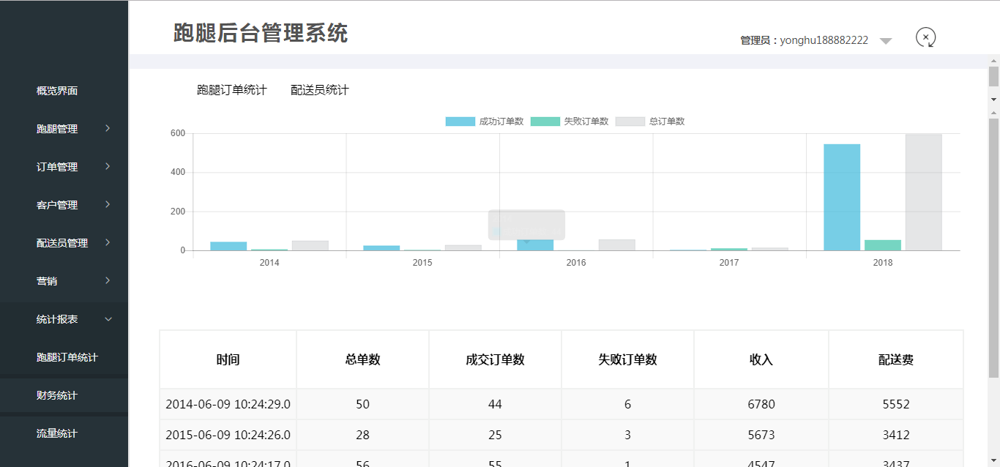 跑腿后台管理系统
管理员：yonghu188882222
概览界面
跑腿管理
订单管理
客户管理
配送员管理
营销
统计报表
跑腿订单统计
财务统计
流量统计
跑腿订单统计 配送员统计
成功订单数 失败订单数 总订单数
600
400
200
0
2014 2015 2016 2017 2018
时间 总单数 成交订单数 失败订单数 收入 配送费
2014-06-09 10:24:29.0 50 44 6 6780 5552
2015-06-09 10:24:26.0 28 25 3 5673 3412
2016-06-09 10:24:17.0 56 55 1 4547 3437